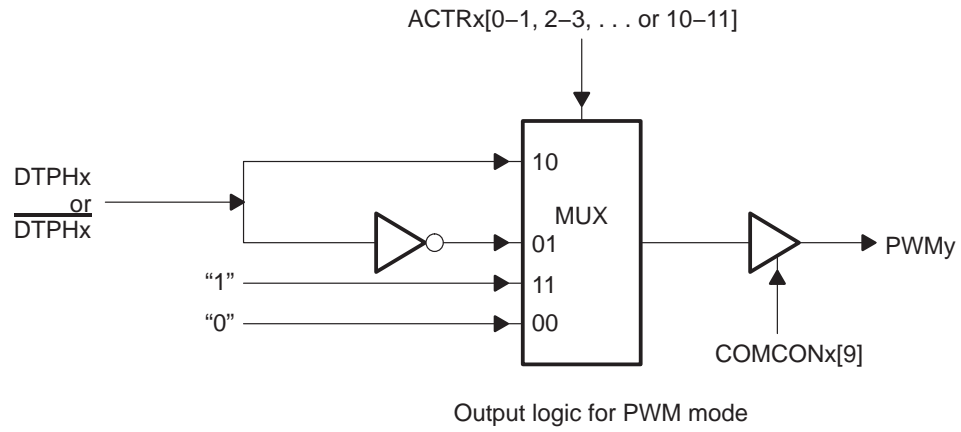 ACTRx[0–1, 2–3, . . . or 10–11]
DTPHx
or
DTPHx
10
MUX
01
PWMy
“1”
11
“0”
00
COMCONx[9]
Output logic for PWM mode